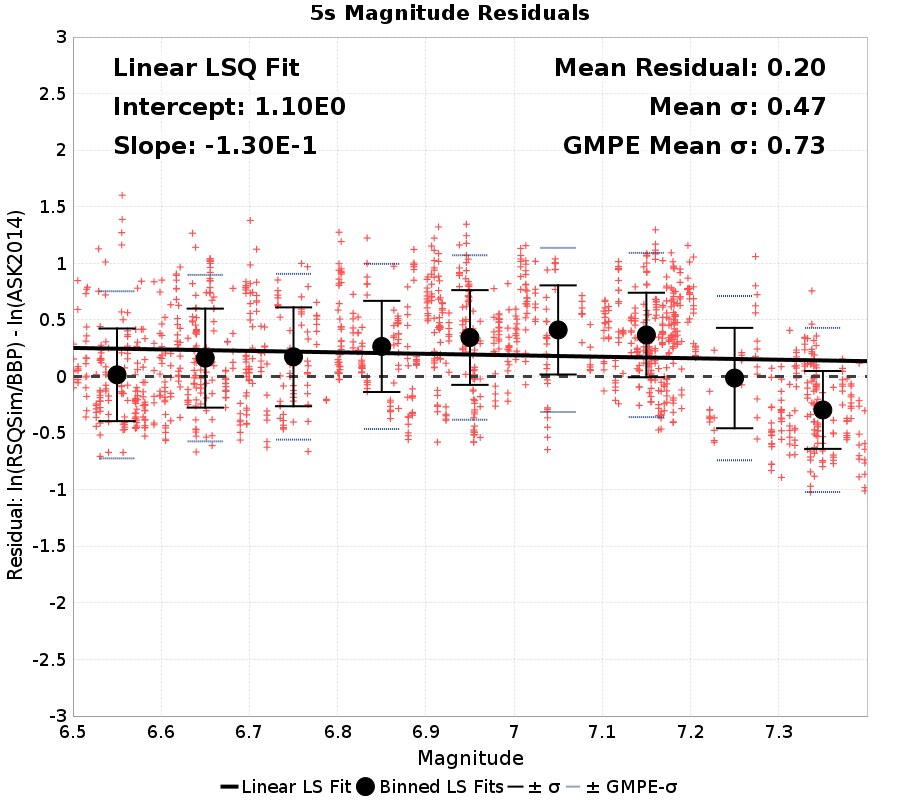 5s Magnitude Residuals
Linear LSQ Fit
Intercept: 1.10E0
Slope: -1.30E-1
Mean Residual: 0.20
Mean σ: 0.47
GMPE Mean σ: 0.73
Residual: ln(RSQSim/BBP) - ln(ASK2014)
3
2.5
2
1.5
1
0.5
0
-0.5
-1
-1.5
-2
-2.5
-3
6.5 6.6 6.7 6.8 6.9 7 7.1 7.2 7.3
Magnitude
Linear LS Fit Binned LS Fits ± σ ± GMPE-σ